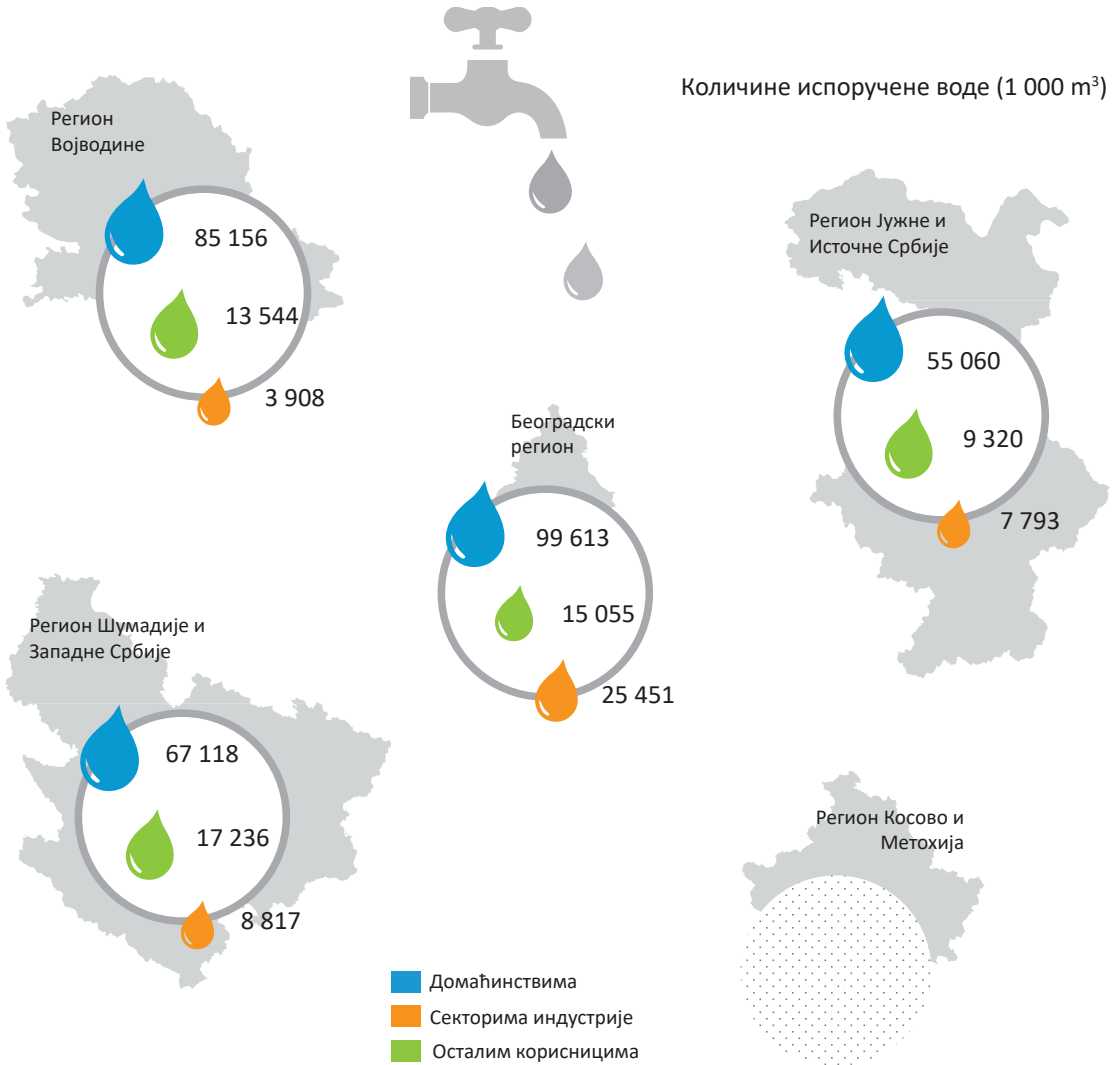 Количине испоручене воде (1 000 m³)
Регион
Војводине
85 156
13 544
3 908
Регион Јужне и
Источне Србије
55 060
9 320
7 793
Београдски
регион
99 613
15 055
25 451
Регион Шумадије и
Западне Србије
67 118
17 236
8 817
Регион Косово и
Метохија
Домаћинствима
Секторима индустрије
Осталим корисницима